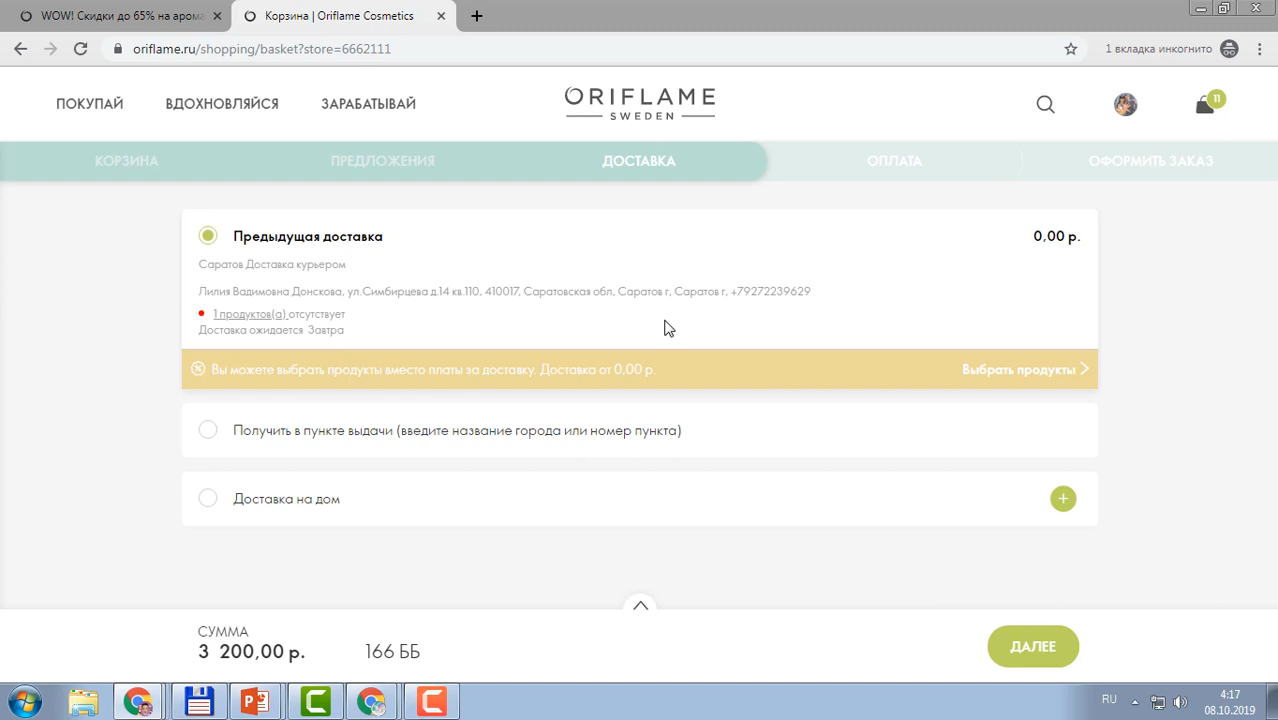 WOW! Скидки до 65% на арома
Корзина | Oriflame Cosmetics
oriflame.ru/shopping/basket?store=6662111
1 вкладка инкогнито
ПОКУПАЙ
ВДОХНОВЛЯЙСЯ
ЗАРАБАТЫВАЙ
ORIFLAME
SWEDEN
11
КОРЗИНА
ПРЕДЛОЖЕНИЯ
ДОСТАВКА
ОПЛАТА
ОФОРМИТЬ ЗАКАЗ
Предыдущая доставка
0,00 р.
Саратов Доставка курьером
Лилия Вадимовна Донскова, ул.Симбирцева д.14 кв.110, 410017, Саратовская обл, Саратов г, Саратов г, +79272239629
1 продуктов(а) отсутствует
Доставка ожидается Завтра
Вы можете выбрать продукты вместо платы за доставку. Доставка от 0,00 р.
Выбрать продукты
Получить в пункте выдачи (введите название города или номер пункта)
Доставка на дом
СУММА
3 200,00 р.
166 ББ
ДАЛЕЕ
RU
4:17
08.10.2019